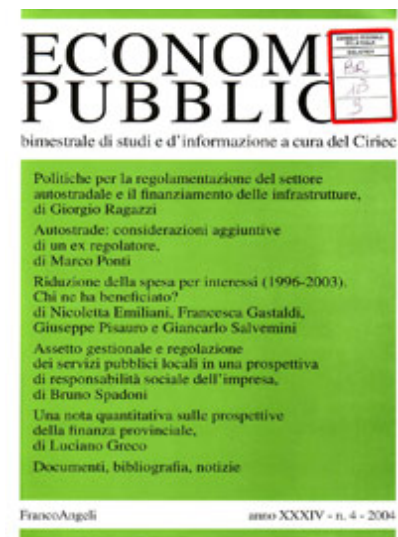 ECONOM
PUBBLIC
bimestrale di studi e d'informazione a cura del Ciriec
Politiche per la regolamentazione del settore
autostradale e il finanziamento delle infrastrutture,
di Giorgio Ragazzi
Autostrade: considerazioni aggiuntive
di un ex regolatore,
di Marco Ponti
Riduzione della spesa per interessi (1996-2003).
Chi ne ha beneficiato?
di Nicoletta Emiliani, Francesca Gastaldi,
Giuseppe Pisauro e Giancarlo Salvemini
Assetto gestionale e regolazione
dei servizi pubblici locali in una prospettiva
di responsabilità sociale dell'impresa,
di Bruno Spadoni
Una nota quantitativa sulle prospettive
della finanza provinciale,
di Luciano Greco
Documenti, bibliografia, notizie
FrancoAngeli anno XXXIV - n. 4 - 2004